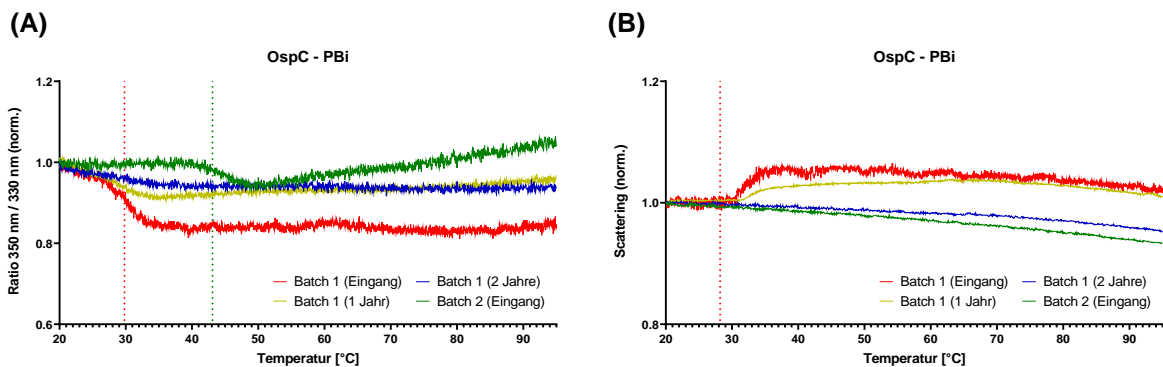 (A)
OspC - PBi
Ratio 350 nm / 330 nm (norm.)
1.2
1.0
0.8
0.6
20 30 40 50 60 70 80 90
Temperatur [°C]
Batch 1 (Eingang)
Batch 1 (1 Jahr)
Batch 1 (2 Jahre)
Batch 2 (Eingang)
(B)
OspC - PBi
Scattering (norm.)
1.2
1.0
0.8
20 30 40 50 60 70 80 90
Temperatur [°C]
Batch 1 (Eingang)
Batch 1 (1 Jahr)
Batch 1 (2 Jahre)
Batch 2 (Eingang)